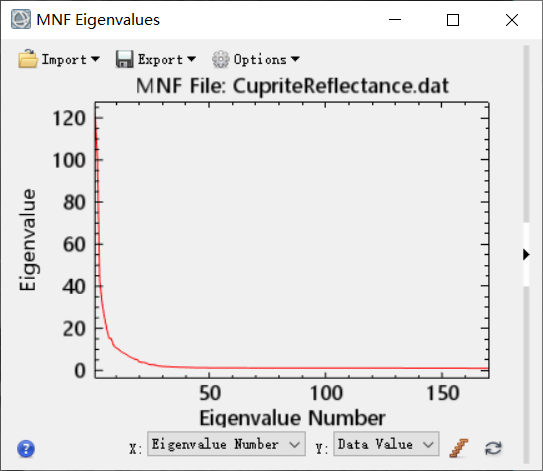 MNF Eigenvalues
Import Export Options
MNF File: CupriteReflectance.dat
120
100
80
60
40
20
0
Eigenvalue
50 100 150
Eigenvalue Number
X: Eigenvalue Number Y: Data Value